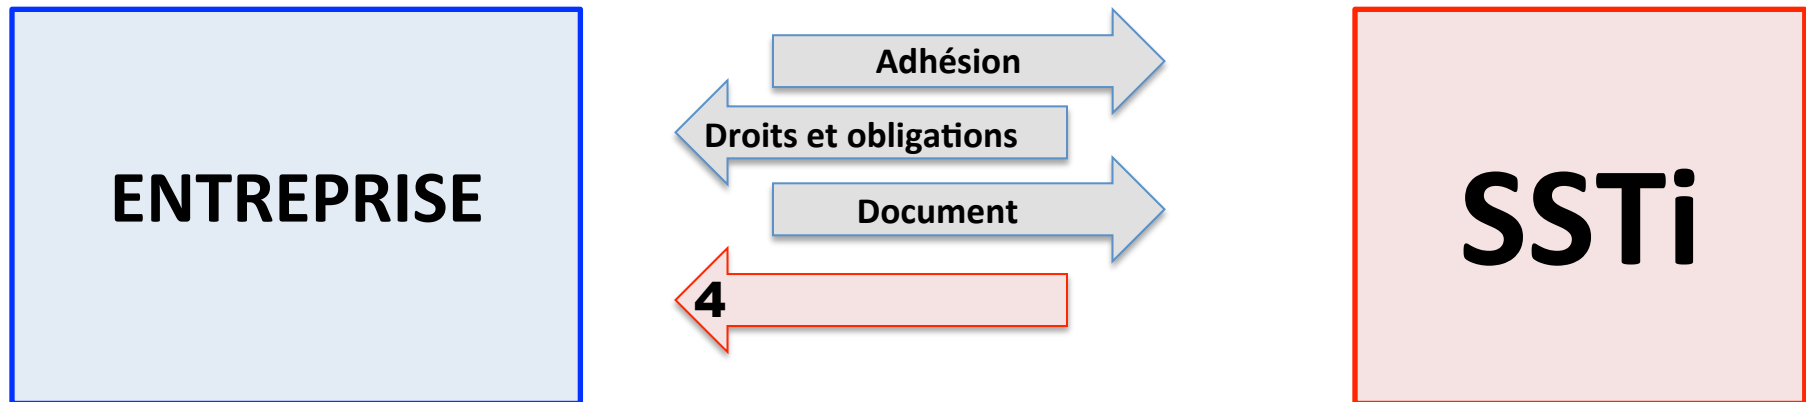 ENTREPRISE
Adhésion
Droits et obligations
Document
4
SSTi